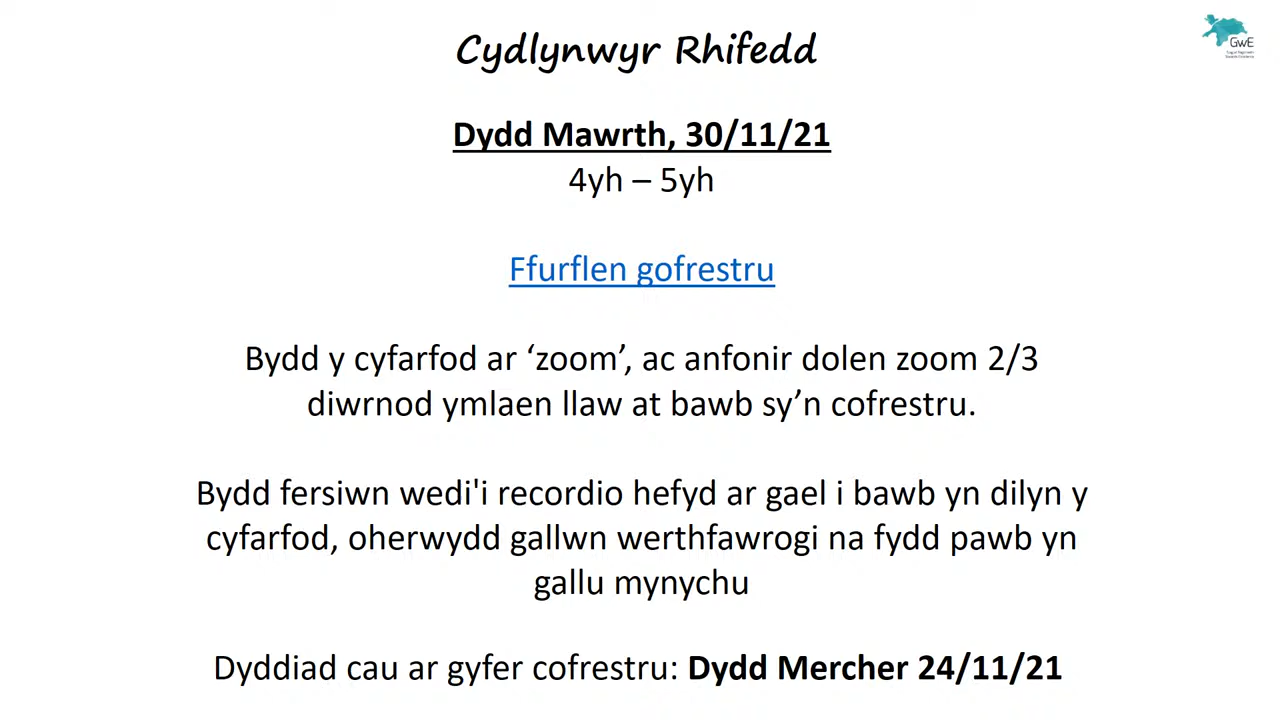 Cydlynwyr Rhifedd
GwE
Dydd Mawrth, 30/11/21
4yh – 5yh
Ffurflen gofrestru
Bydd y cyfarfod ar ‘zoom’, ac anfonir dolen zoom 2/3
diwrnod ymlaen llaw at bawb sy’n cofrestru.
Bydd fersiwn wedi'i recordio hefyd ar gael i bawb yn dilyn y
cyfarfod, oherwydd gallwn werthfawrogi na fydd pawb yn
gallu mynychu
Dyddiad cau ar gyfer cofrestru: Dydd Mercher 24/11/21